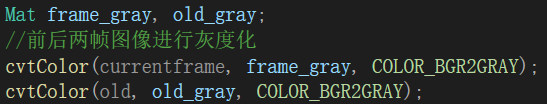 Mat frame_gray, old_gray;
//前后两帧图像进行灰度化
cvtColor(currentframe, frame_gray, COLOR_BGR2GRAY);
cvtColor(old, old_gray, COLOR_BGR2GRAY);